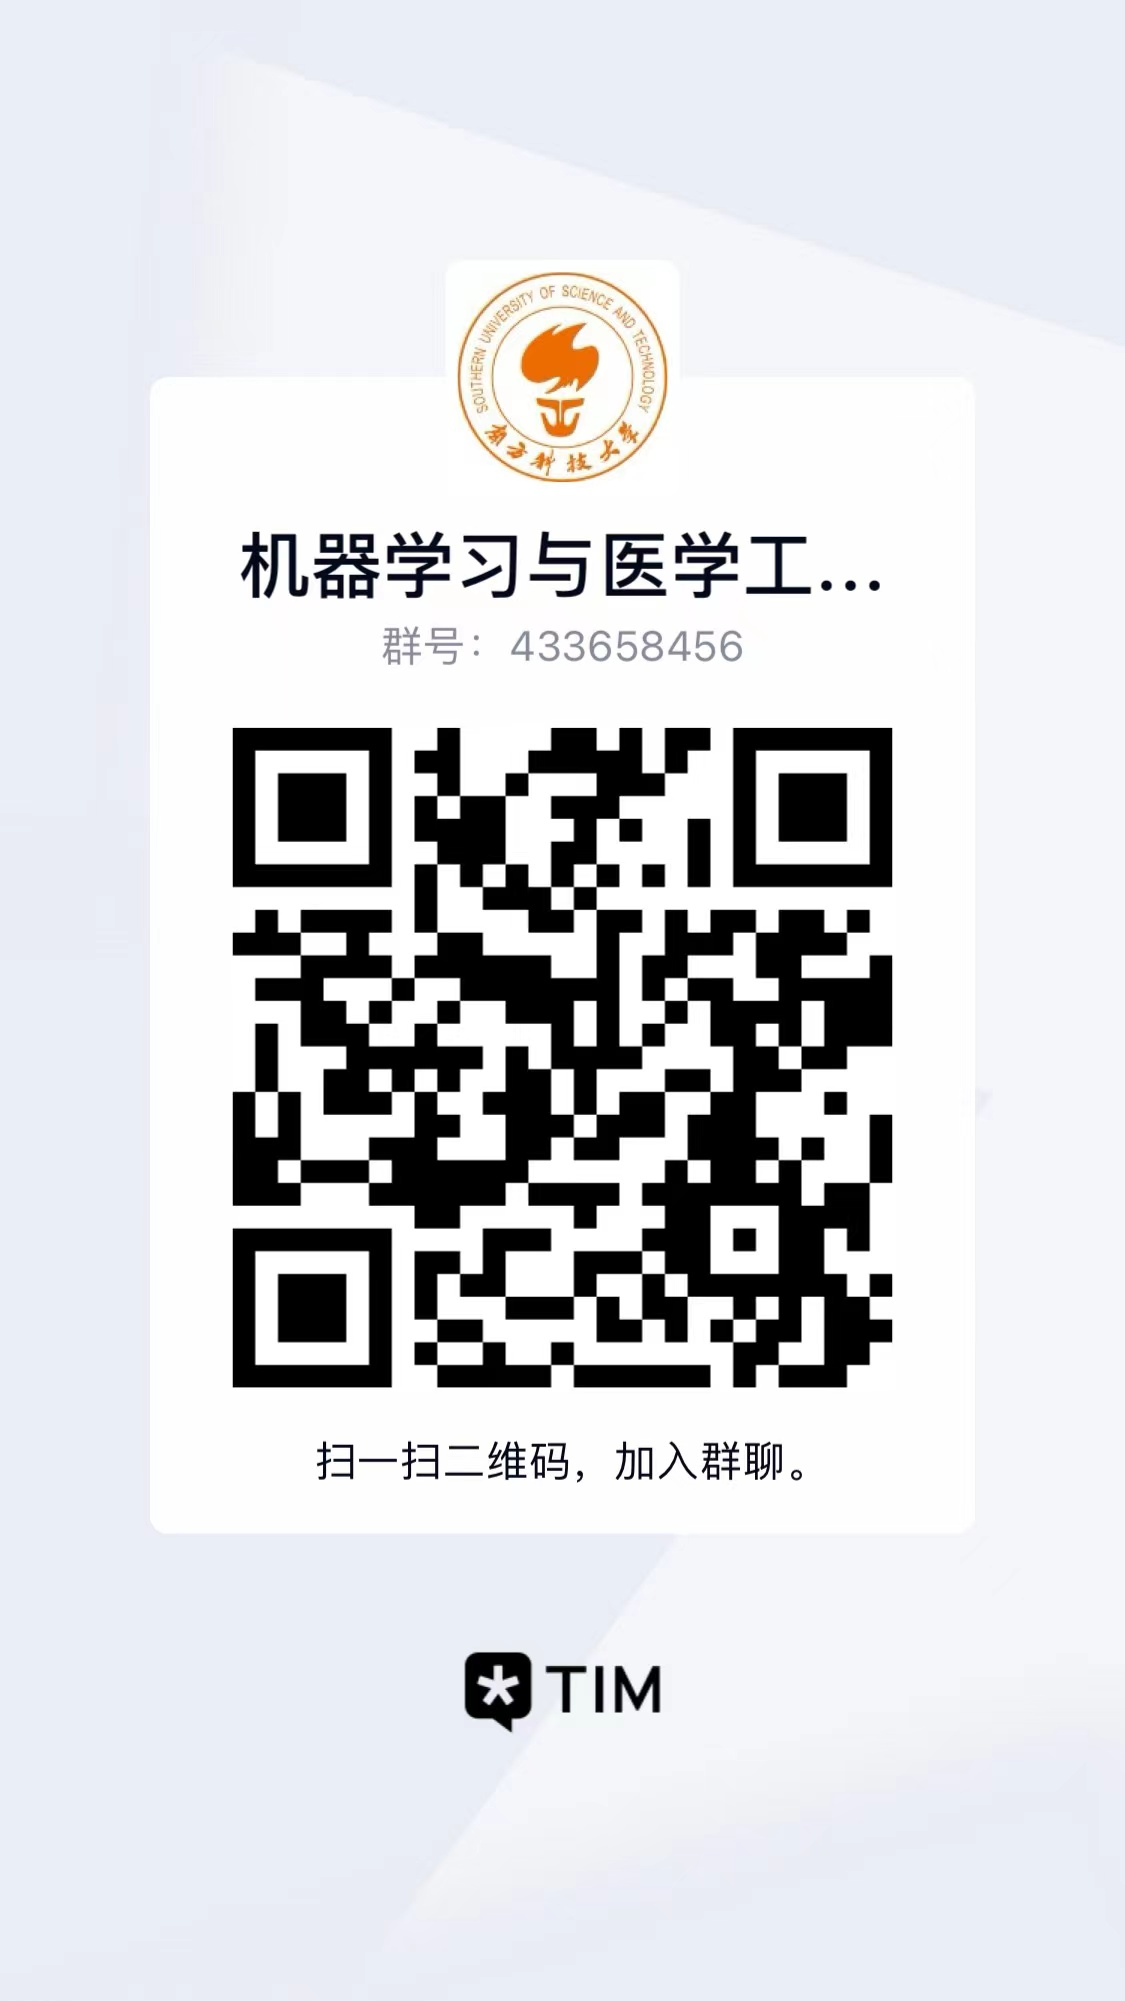 SOUTHERN UNIVERSITY OF SCIENCE AND TECHNOLOGY
南方科技大学
机器学习与医学工...
群号：433658456
扫一扫二维码，加入群聊。
TIM